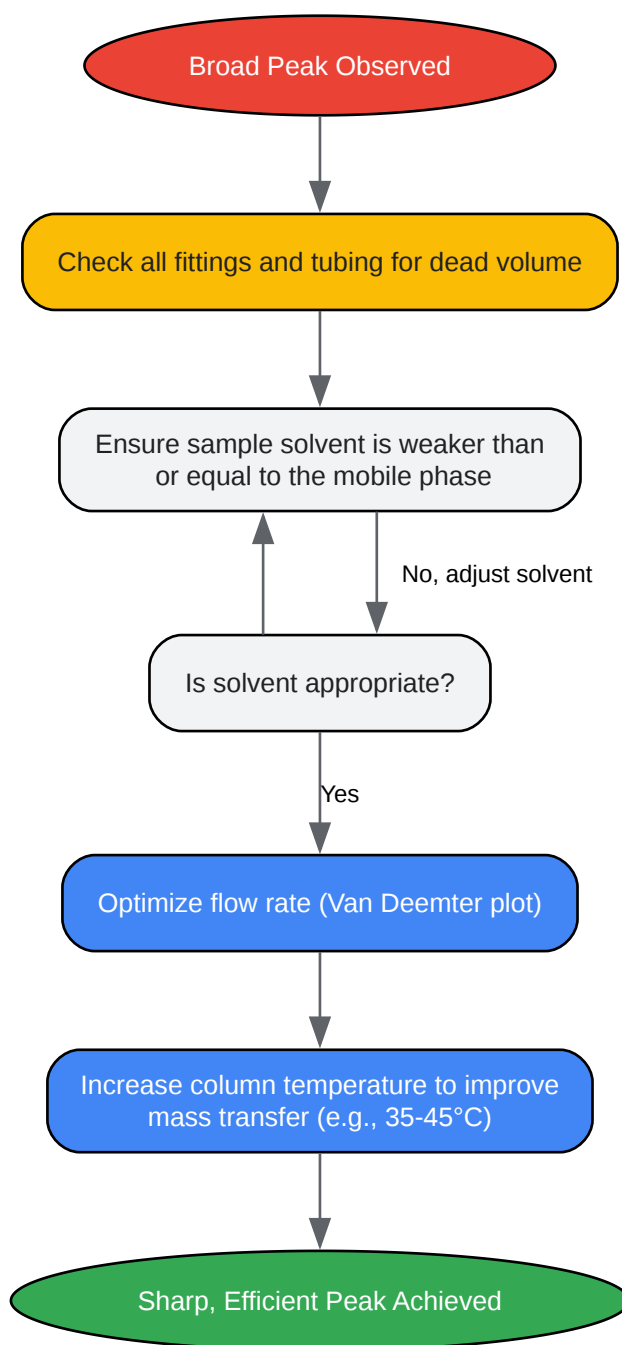 Broad Peak Observed
Check all fittings and tubing for dead volume
Ensure sample solvent is weaker than
or equal to the mobile phase
No, adjust solvent
Is solvent appropriate?
Yes
Optimize flow rate (Van Deemter plot)
Increase column temperature to improve
mass transfer (e.g., 35-45°C)
Sharp, Efficient Peak Achieved